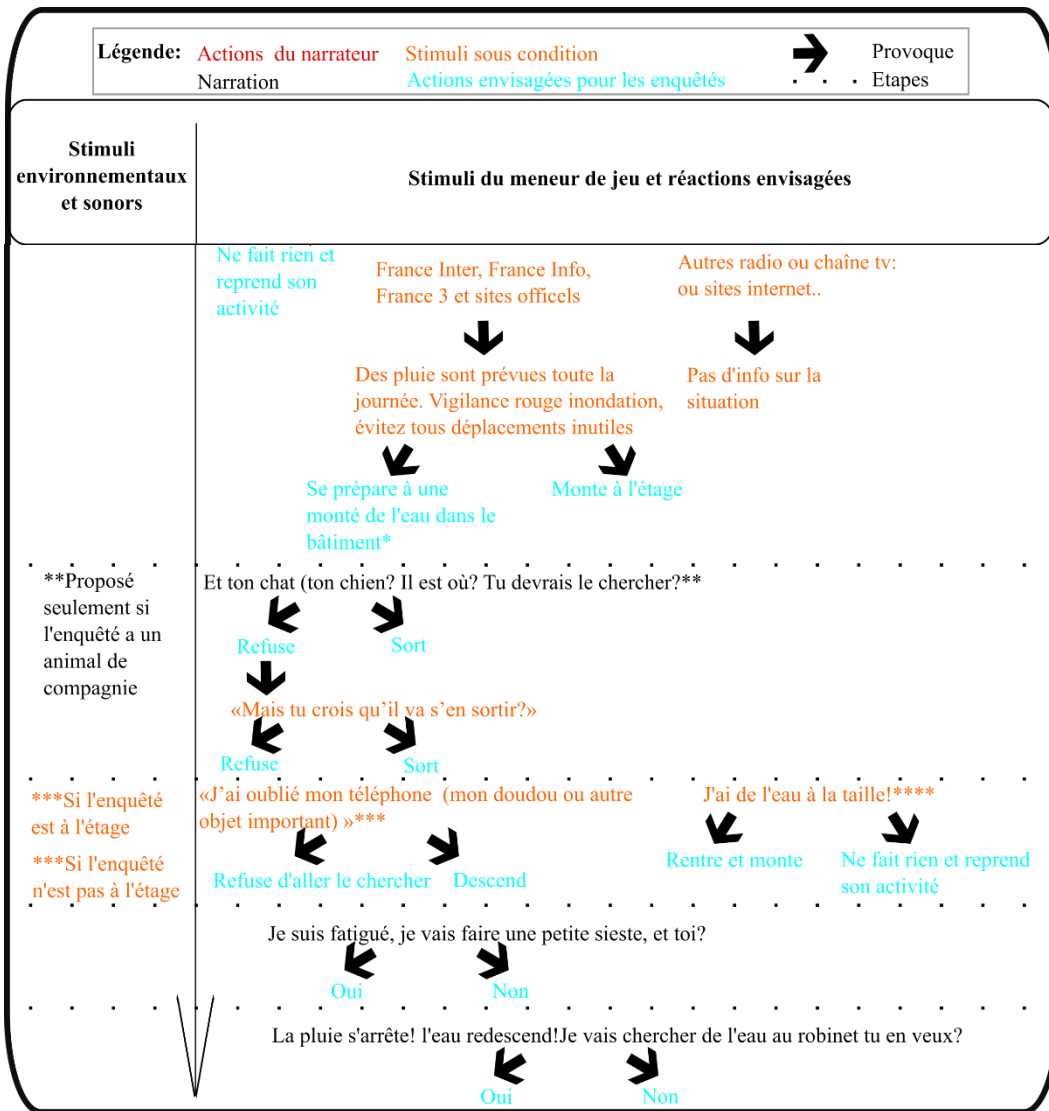 Légende: Actions du narrateur Stimuli sous condition Provoque
Narration Actions envisagées pour les enquêtés Etapes
Stimuli
environnementaux
et sonors
Stimuli du meneur de jeu et réactions envisagées
Ne fait rien et
reprend son
activité
France Inter, France Info,
France 3 et sites officels
Autres radio ou chaîne tv:
ou sites internet..
Des pluie sont prévues toute la
journée. Vigilance rouge inondation,
évitez tous déplacements inutiles
Pas d'info sur la
situation
Se prépare à une
monté de l'eau dans le
bâtiment*
Monte à l'étage
**Proposé
seulement si
l'enquêté a un
animal de
compagnie
Et ton chat (ton chien? Il est où? Tu devrais le chercher?**
Refuse Sort
«Mais tu crois qu’il va s’en sortir?»
Refuse Sort
***Si l'enquêté
est à l'étage
***Si l'enquêté
n'est pas à l'étage
«J’ai oublié mon téléphone (mon doudou ou autre
objet important) »***
J'ai de l'eau à la taille!****
Refuse d'aller le chercher Descend
Rentre et monte
Ne fait rien et reprend
son activité
Je suis fatigué, je vais faire une petite sieste, et toi?
Oui Non
La pluie s'arrête! l'eau redescend!Je vais chercher de l'eau au robinet tu en veux?
Oui Non